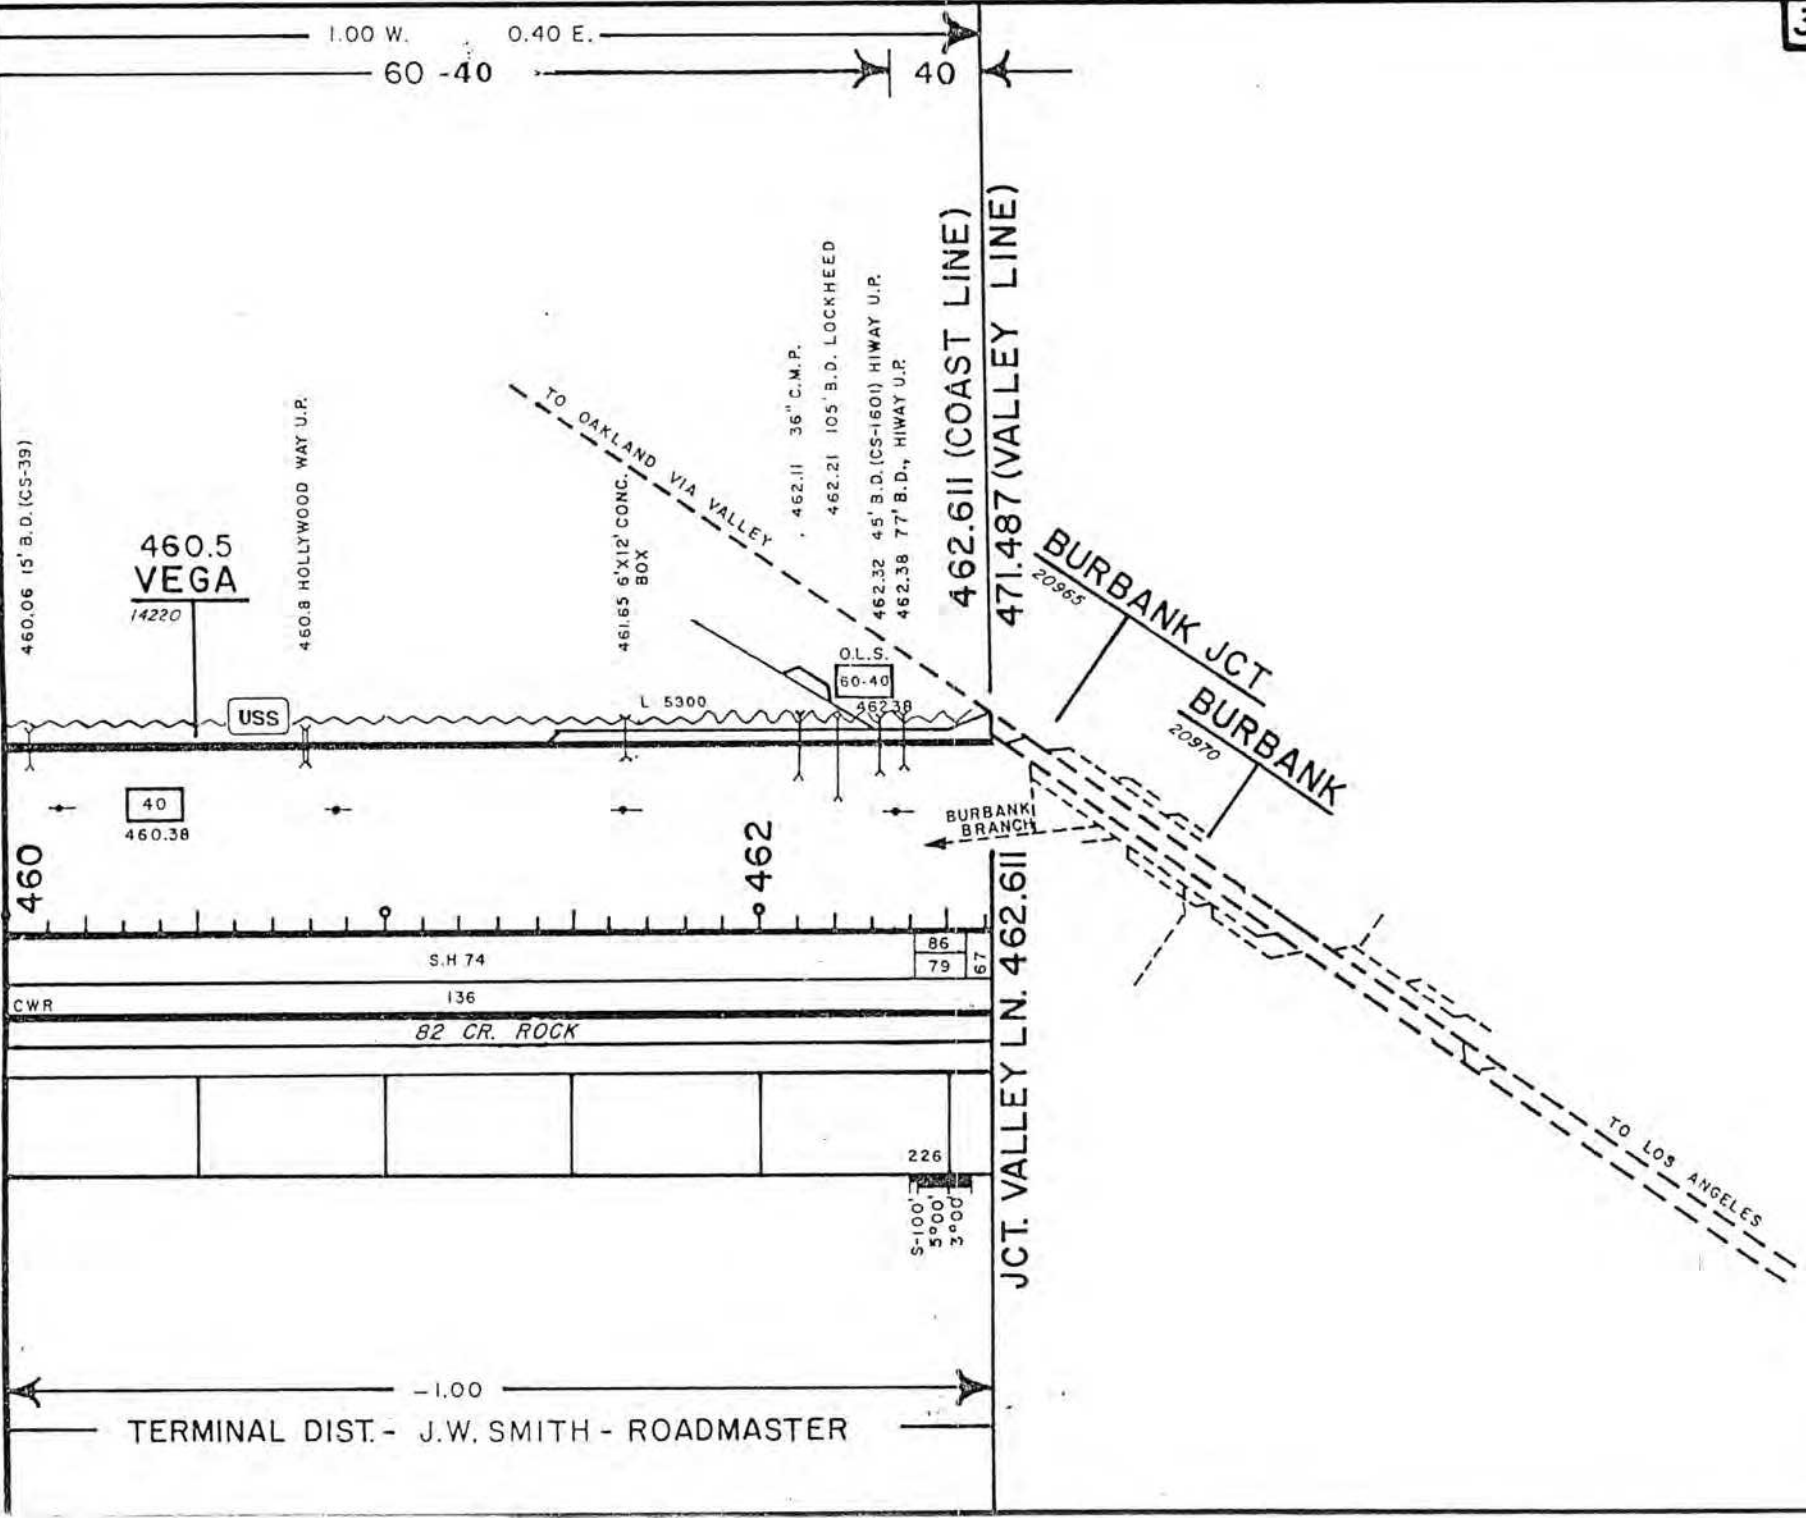 1.00 W. 0.40 E.
60 -40
40
3
460.06 15' B.D. (CS-39)
460.5
VEGA
14220
460.8 HOLLYWOOD WAY U.P.
461.65 6'X12' CONC.
BOX
TO OAKLAND VIA VALLEY
462.11 36" C.M.P.
462.21 105' B.D. LOCKHEED
462.32 45' B.D. (CS-1601) HIWAY U.P.
462.38 77' B.D., HIWAY U.P.
462.611 (COAST LINE)
471.487 (VALLEY LINE)
BURBANK JCT
20965
BURBANK
20970
USS
L 5300
O.L.S.
60-40
462.38
40
460.38
BURBANK
BRANCH
460
462
S.H 74
86
79
67
CWR
136
82 CR. ROCK
226
S-100'
5°00'
3°00'
JCT. VALLEY LN. 462.611
TO LOS ANGELES
-1.00
TERMINAL DIST. - J.W. SMITH - ROADMASTER